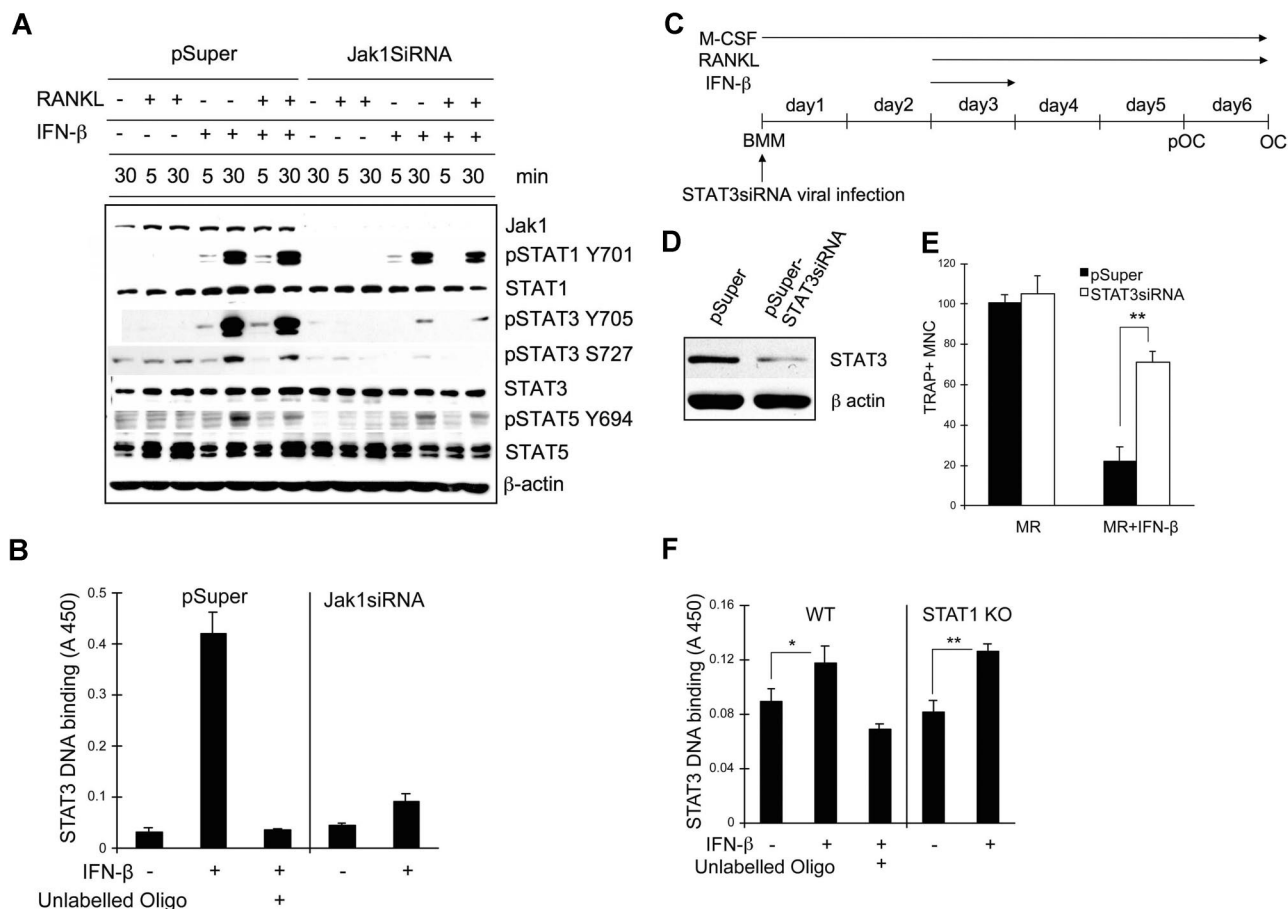 A
pSuper Jak1SiRNA
RANKL - + + - - + + - + + - - + +
IFN-β - - - + + + + - - - + + + +
30 5 30 5 30 5 30 30 5 30 5 30 5 30 min
Jak1
pSTAT1 Y701
STAT1
pSTAT3 Y705
pSTAT3 S727
STAT3
pSTAT5 Y694
STAT5
β-actin
B
STAT3 DNA binding (A 450)
0.5
0.4
0.3
0.2
0.1
0
pSuper Jak1siRNA
IFN-β - + + - +
Unlabelled Oligo +
C
M-CSF
RANKL
IFN-β
day1 day2 day3 day4 day5 day6
BMM pOC OC
STAT3siRNA viral infection
D
pSuper
pSuper-
STAT3siRNA
STAT3
β actin
E
TRAP+ MNC
120
100
80
60
40
20
0
pSuper
STAT3siRNA
**
MR MR+IFN-β
F
STAT3 DNA binding (A 450)
0.16
0.12
0.08
0.04
0
WT STAT1 KO
* **
IFN-β - + + - +
Unlabelled Oligo +